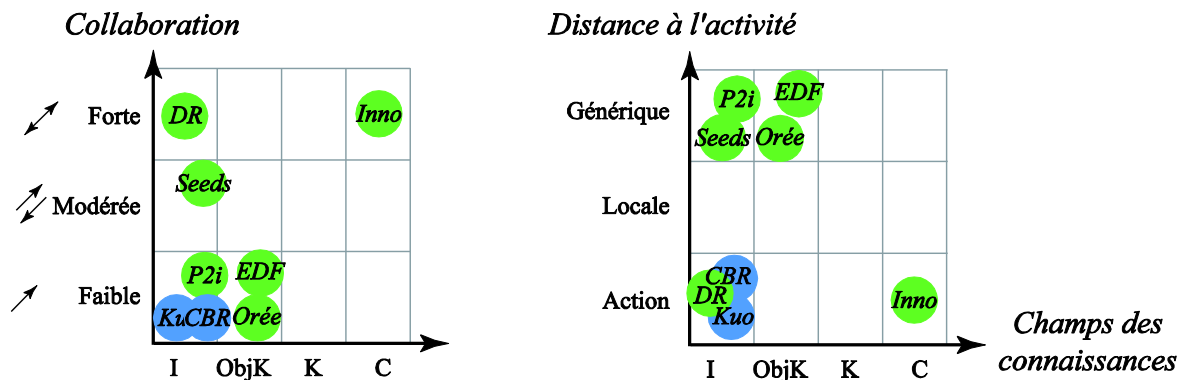 Collaboration
Forte
DR
Inno
Seeds
Modérée
P2i
EDF
Faible
Ku
CBR
Orée
I
ObjK
K
C
Distance à l'activité
Générique
P2i
EDF
Seeds
Orée
Locale
CBR
DR
Action
Inno
Kuo
I
ObjK
K
C
Champs des
connaissances